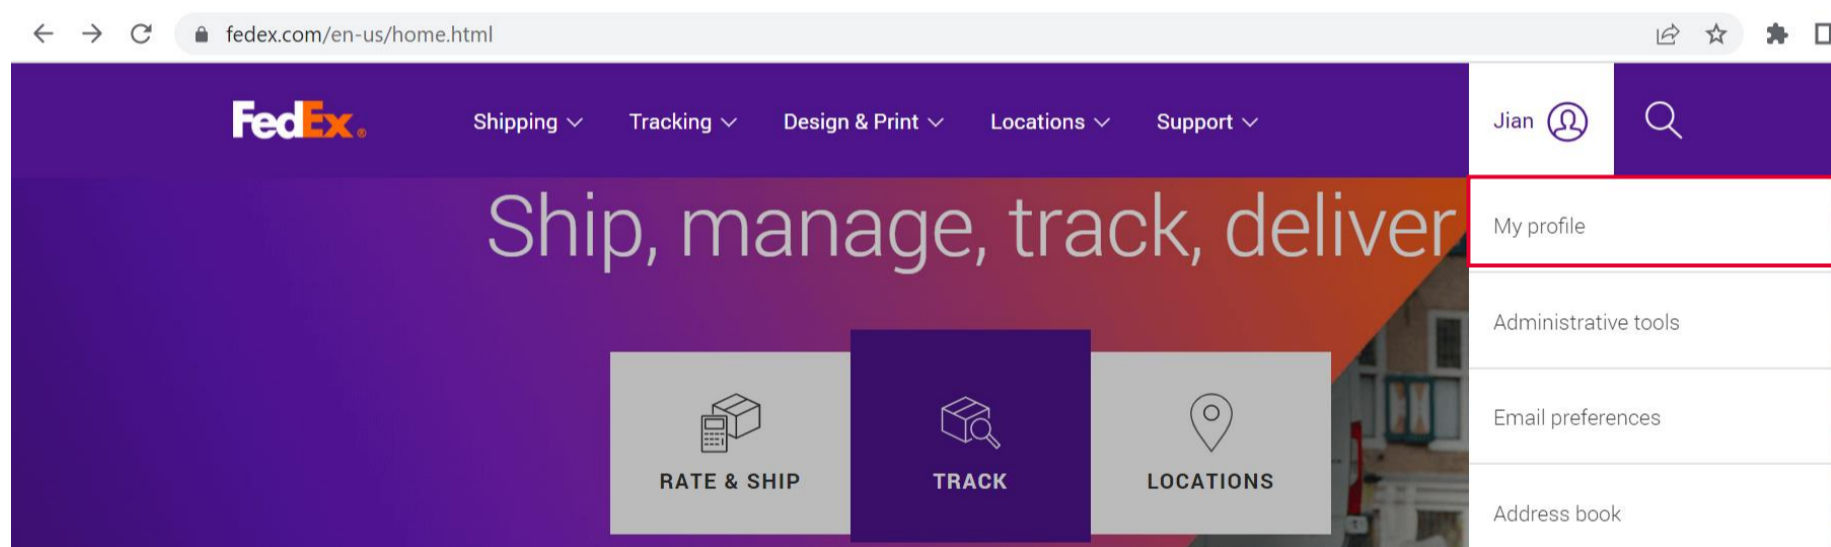 fedex.com/en-us/home.html
FedEx®
Shipping
Tracking
Design & Print
Locations
Support
Jian
Ship, manage, track, deliver
My profile
Administrative tools
Email preferences
Address book
RATE & SHIP
TRACK
LOCATIONS